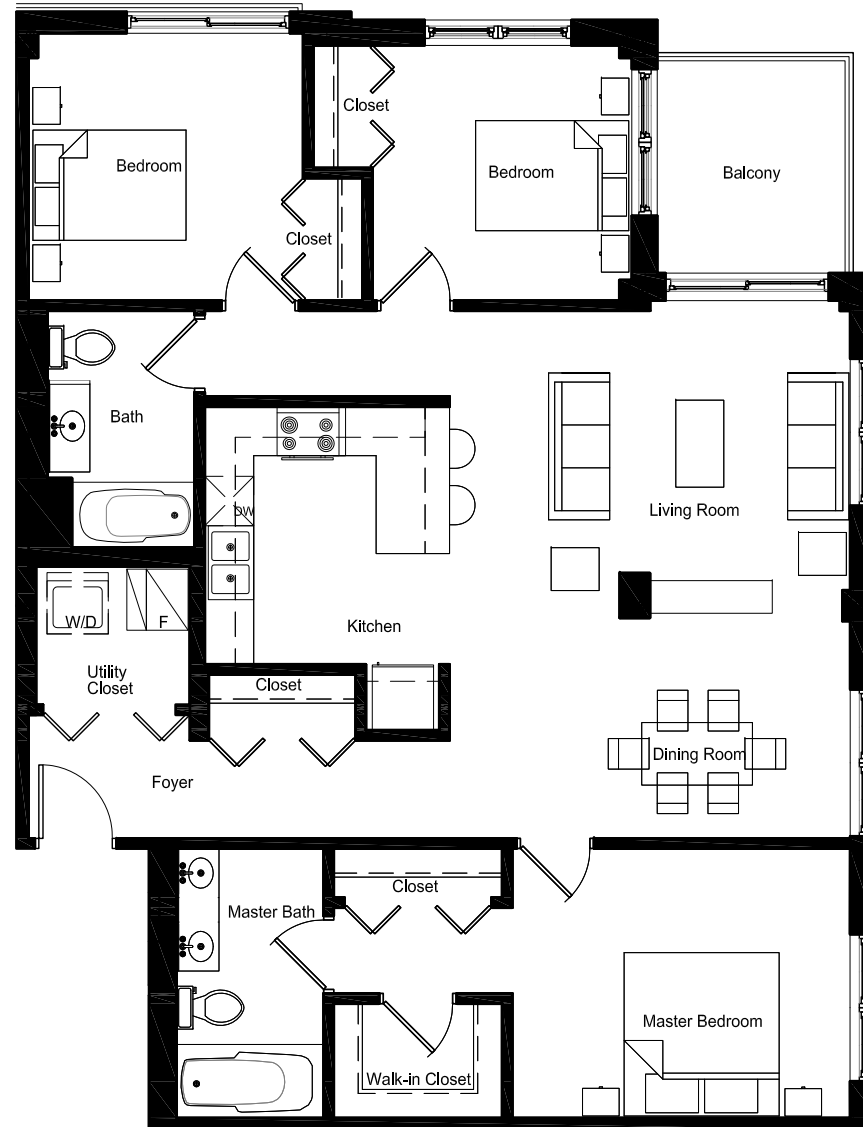 Closet
Bedroom
Bedroom
Balcony
Closet
Bath
DW
Living Room
Kitchen
W/D
F
Utility
Closet
Closet
Dining Room
Foyer
Closet
Master Bath
Master Bedroom
Walk-in Closet